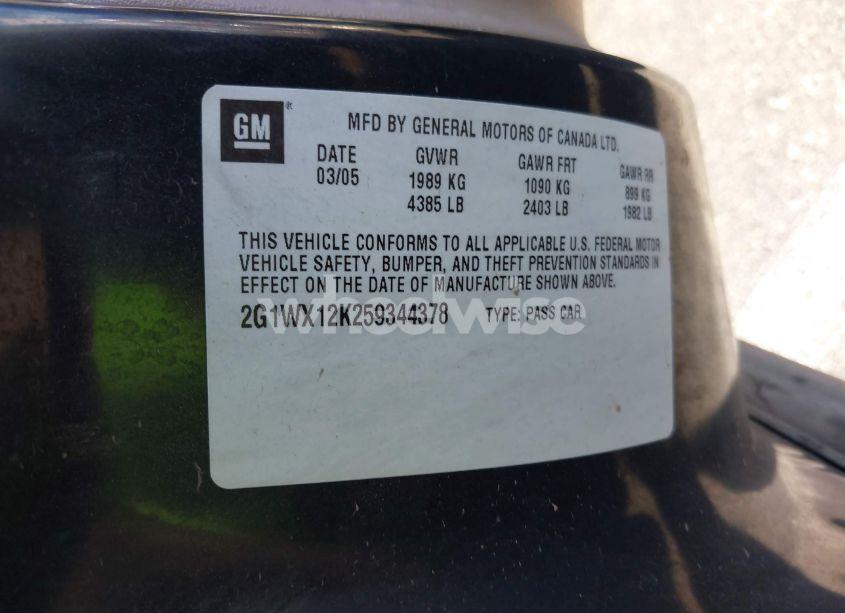 GM
MFD BY GENERAL MOTORS OF CANADA LTD.
DATE GVWR GAWR FRT GAWR RR
03/05 1989 KG 1090 KG 899 KG
4385 LB 2403 LB 1982 LB
THIS VEHICLE CONFORMS TO ALL APPLICABLE U.S. FEDERAL MOTOR
VEHICLE SAFETY, BUMPER, AND THEFT PREVENTION STANDARDS IN
EFFECT ON THE DATE OF MANUFACTURE SHOWN ABOVE.
2G1WX12K259344378 TYPE: PASS CAR
wheelwise